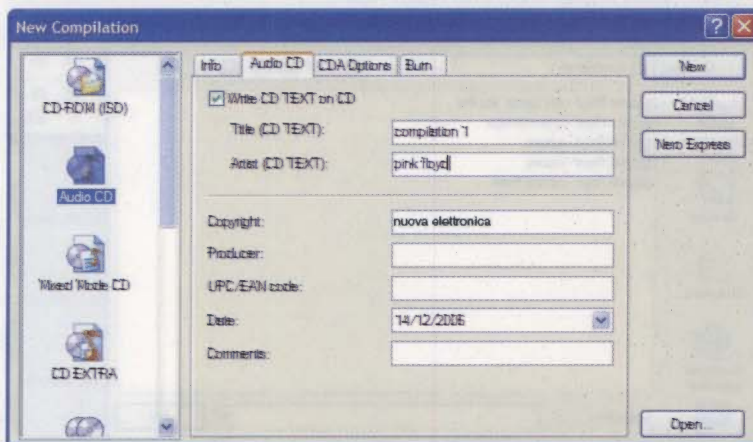 New Compilation
CD-ROM (ISO)
Audio CD
Mixed Mode CD
CD EXTRA
Info Audio CD CDA Options Burn
Write CD TEXT on CD
Title (CD TEXT): compilation 1
Artist (CD TEXT): pink floyd
Copyright: nuova elettronica
Producer:
UPC/EAN code:
Date: 14/12/2006
Comments:
New
Cancel
Nero Express
Open...